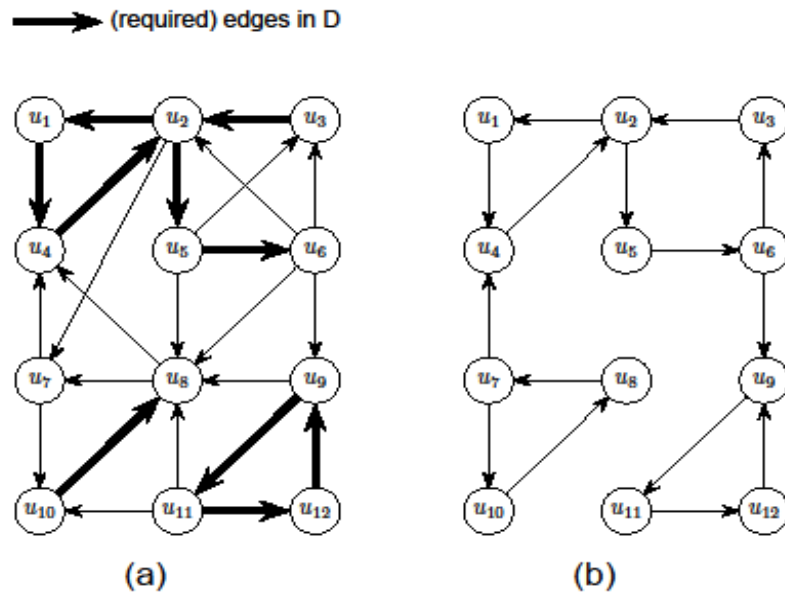 (required) edges in D
u1 u2 u3 u1 u2 u3
u4 u5 u6 u4 u5 u6
u7 u8 u9 u7 u8 u9
u10 u11 u12 u10 u11 u12
(a) (b)